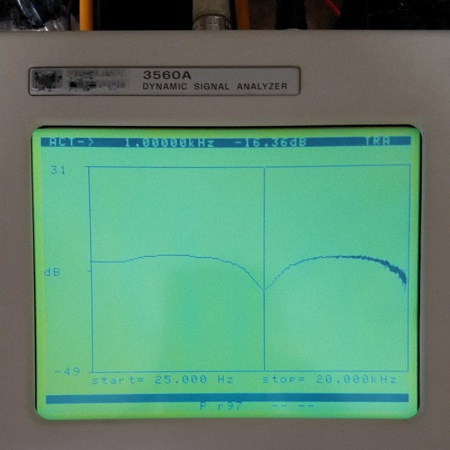 3560A
DYNAMIC SIGNAL ANALYZER
ACT-> 1.00000kHz -16.36dB TRA
31
dB
-49
start= 25.000 Hz stop= 20.000kHz